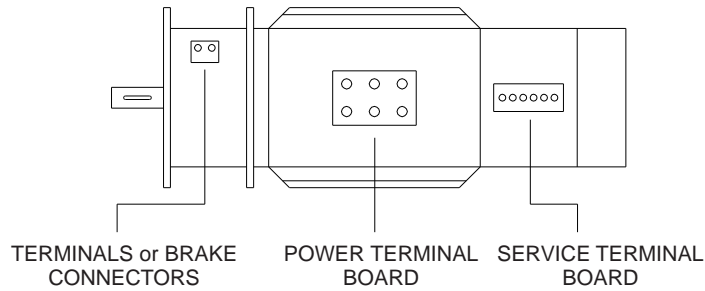 TERMINALS or BRAKE CONNECTORS
POWER TERMINAL BOARD
SERVICE TERMINAL BOARD